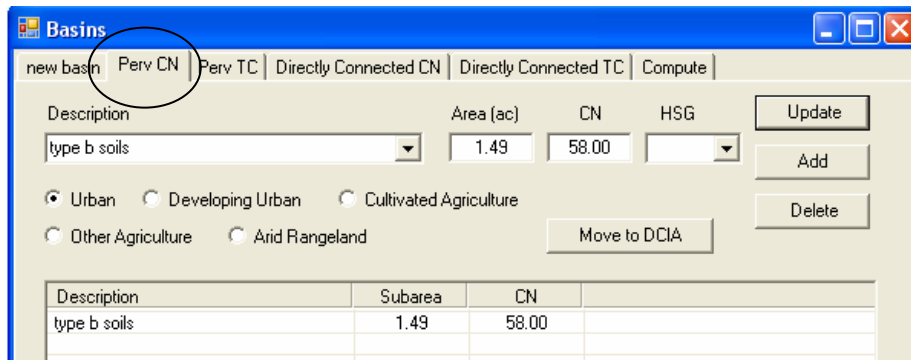 Basins
new basin Perv CN Perv TC Directly Connected CN Directly Connected TC Compute
Description Area (ac) CN HSG Update
type b soils 1.49 58.00
Add
Urban Developing Urban Cultivated Agriculture
Delete
Other Agriculture Arid Rangeland Move to DCIA
Description Subarea CN
type b soils 1.49 58.00